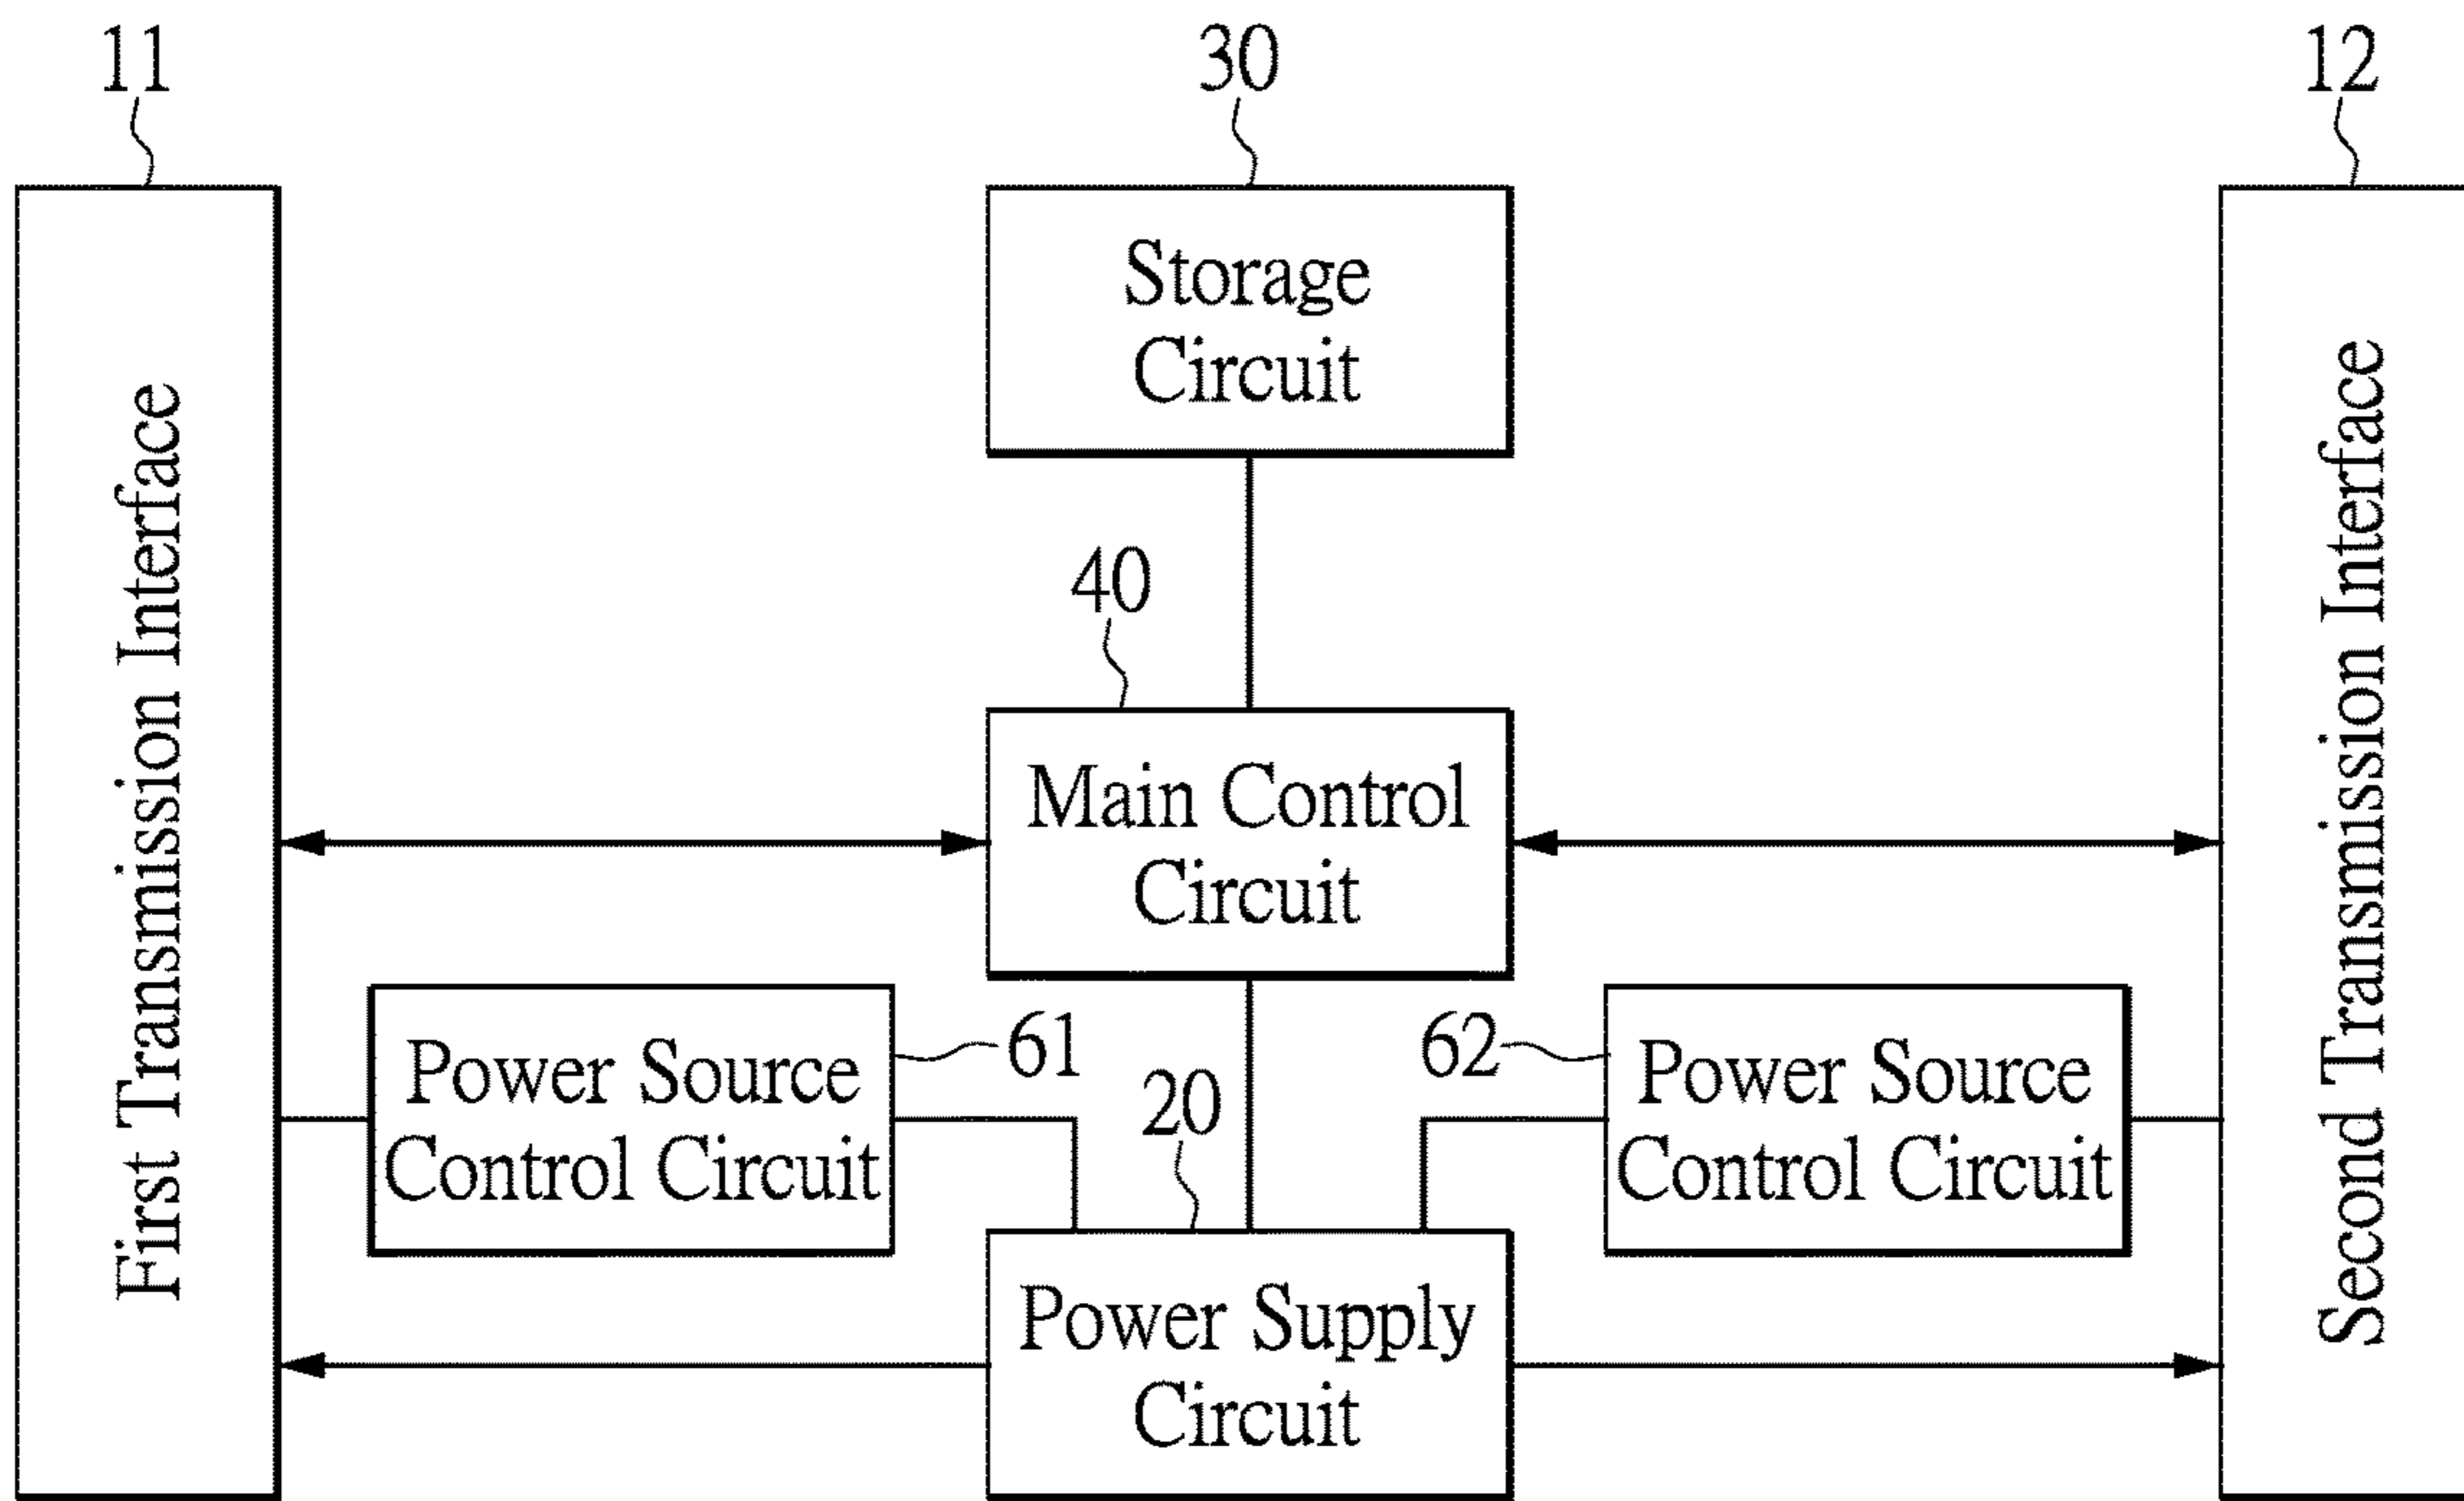 11
30
12
Storage
Circuit
First Transmission Interface
Second Transmission Interface
40
Main Control
Circuit
Power Source
Control Circuit
61
62
Power Source
Control Circuit
20
Power Supply
Circuit